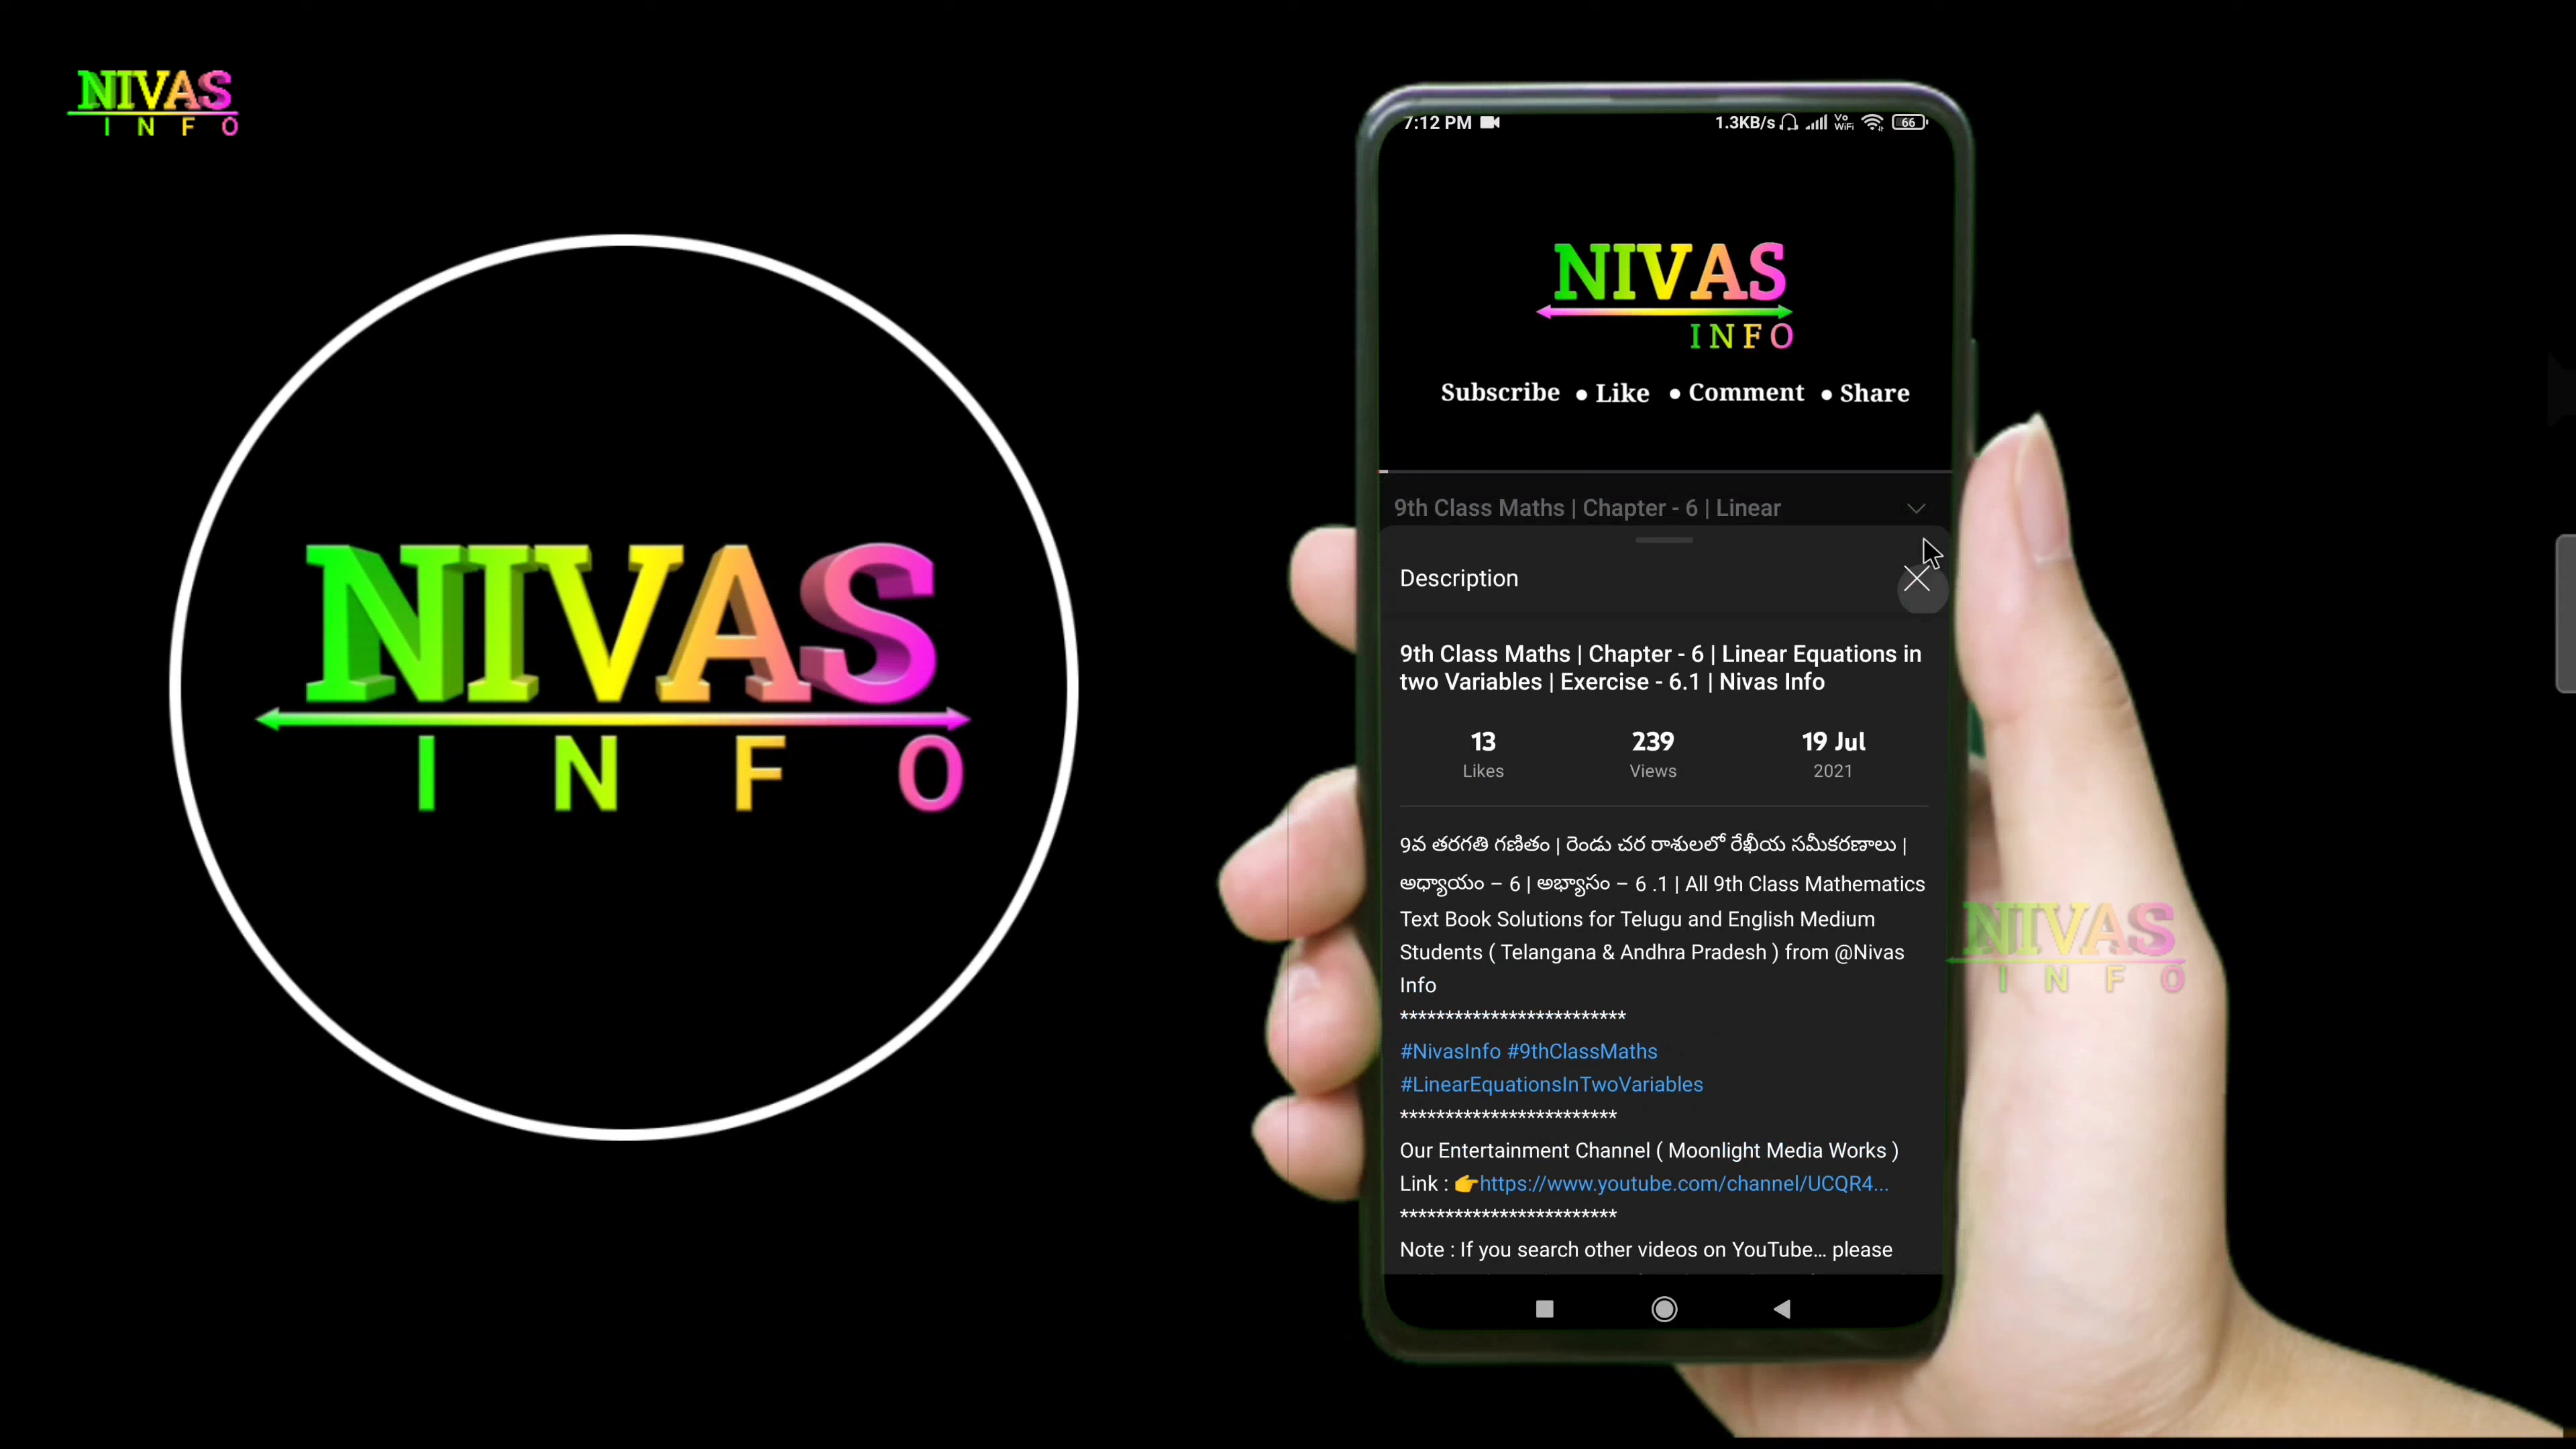 NIVAS
INFO
NIVAS
INFO
7:12 PM
1.3KB/s Vo WiFi 66
NIVAS
INFO
Subscribe • Like • Comment • Share
9th Class Maths | Chapter - 6 | Linear
Description
9th Class Maths | Chapter - 6 | Linear Equations in
two Variables | Exercise - 6.1 | Nivas Info
13 239 19 Jul
Likes Views 2021
9వ తరగతి గణితం | రెండు చర రాశులలో రేఖీయ సమీకరణాలు |
అధ్యాయం – 6 | అభ్యాసం – 6 .1 | All 9th Class Mathematics
Text Book Solutions for Telugu and English Medium
Students ( Telangana & Andhra Pradesh ) from @Nivas
Info
*************************
#NivasInfo #9thClassMaths
#LinearEquationsInTwoVariables
************************
Our Entertainment Channel ( Moonlight Media Works )
Link : 👉https://www.youtube.com/channel/UCQR4...
************************
Note : If you search other videos on YouTube... please
NIVAS
INFO